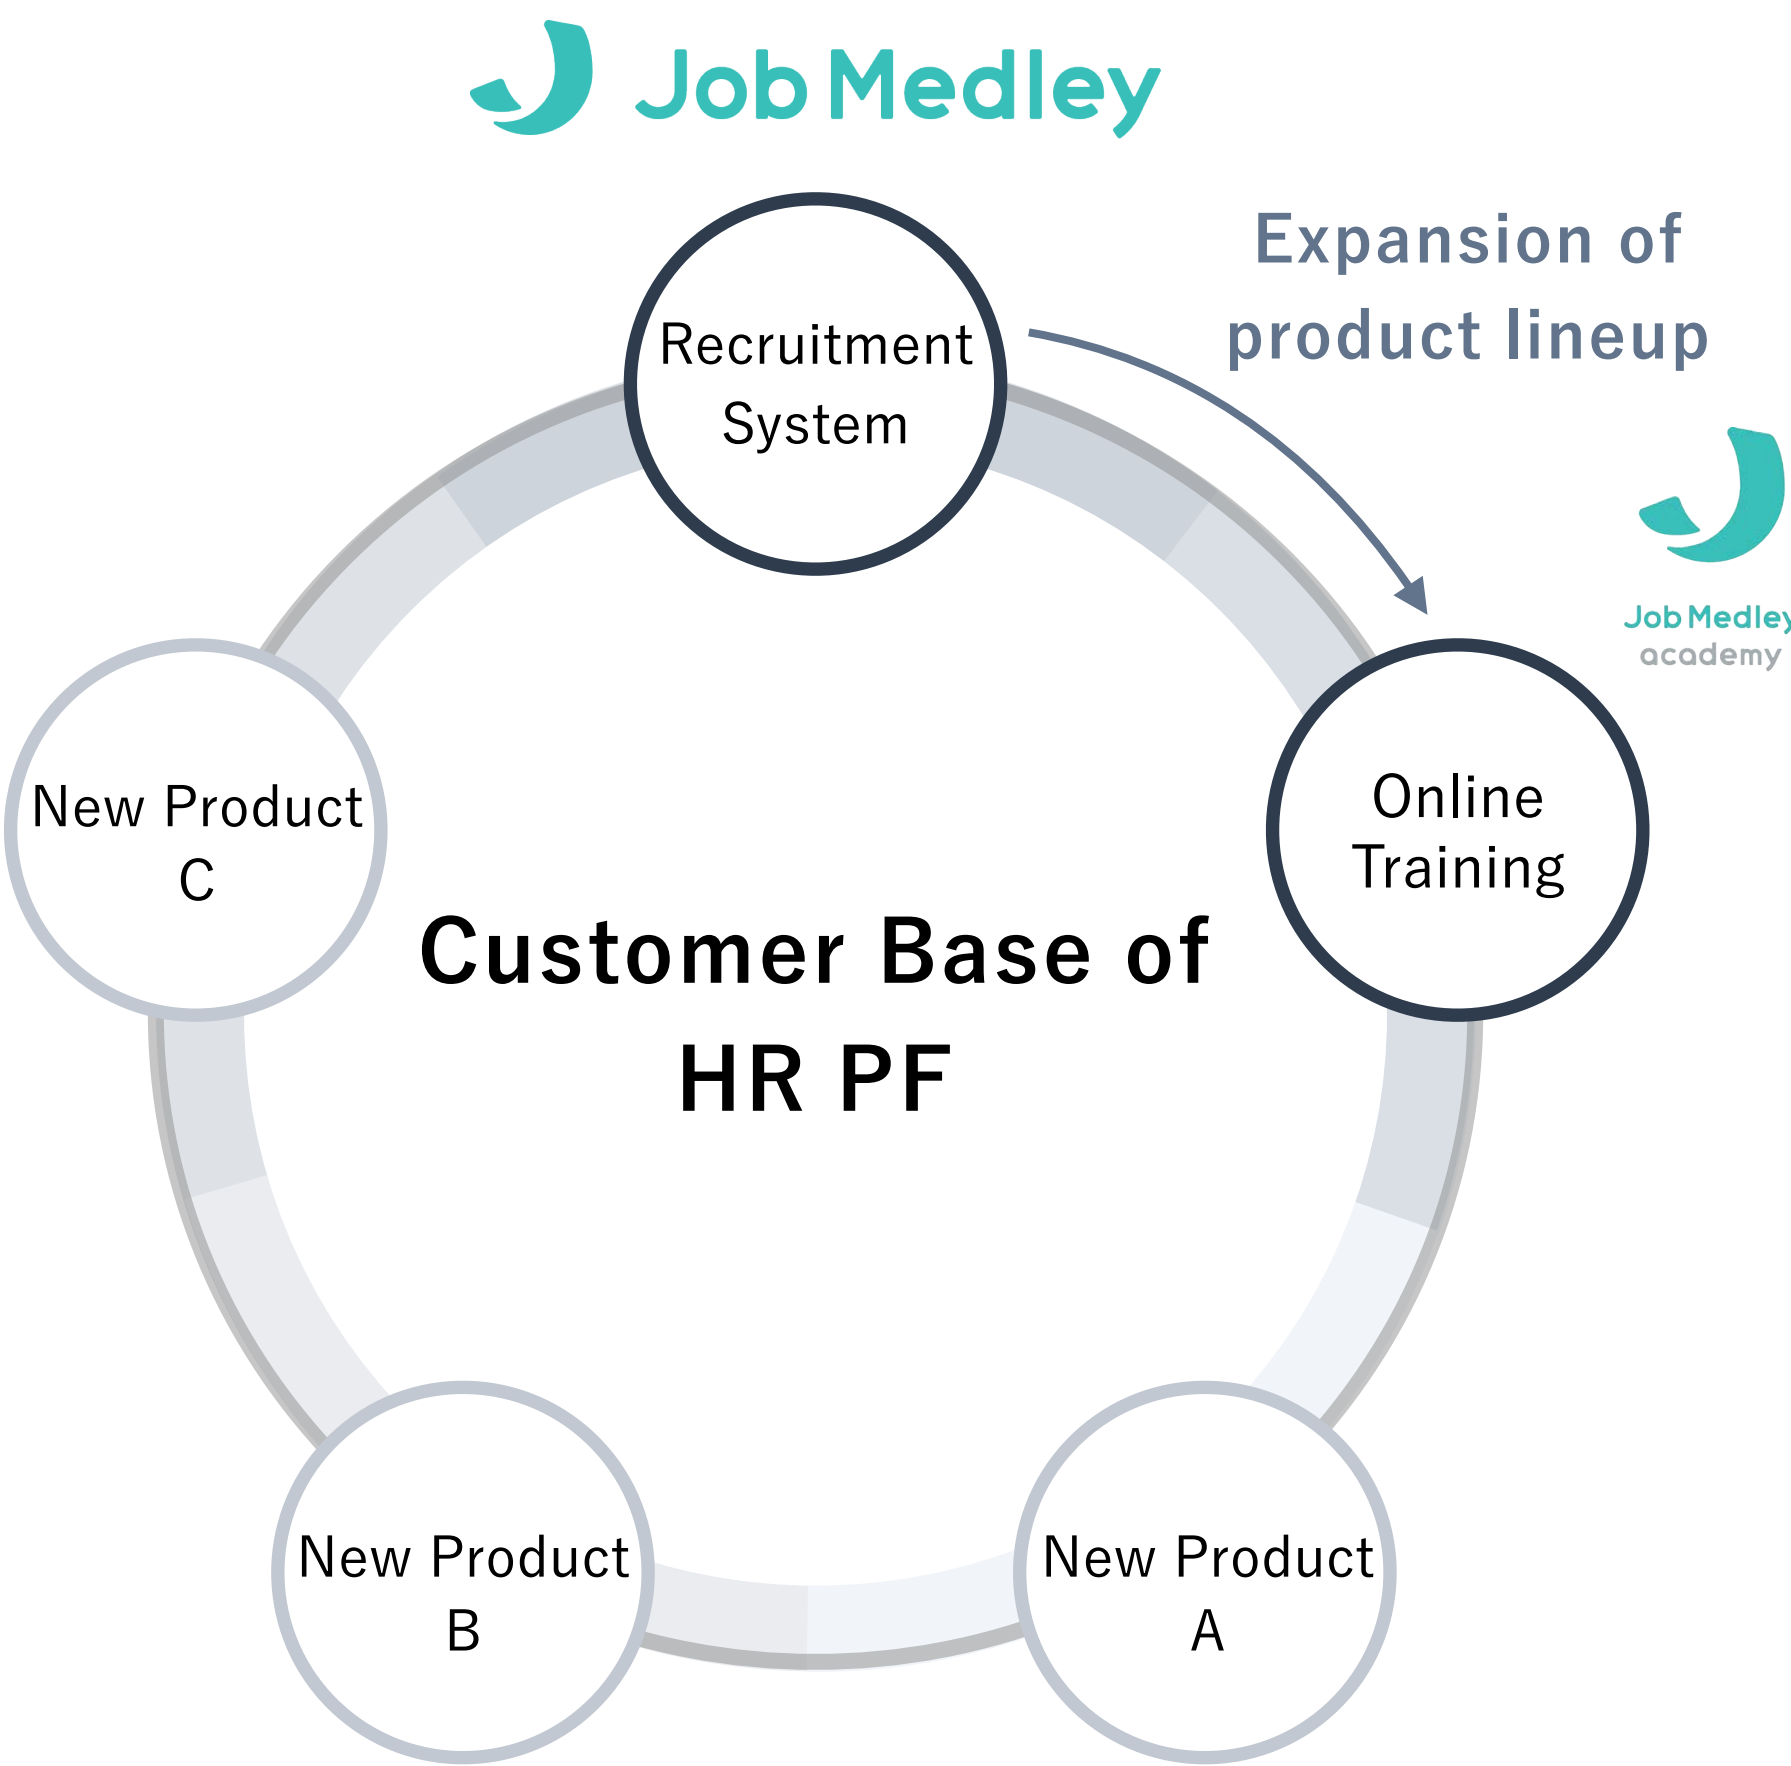 Job Medley
Expansion of
product lineup
Recruitment
System
Job Medley
academy
Online
Training
New Product
C
Customer Base of
HR PF
New Product
B
New Product
A